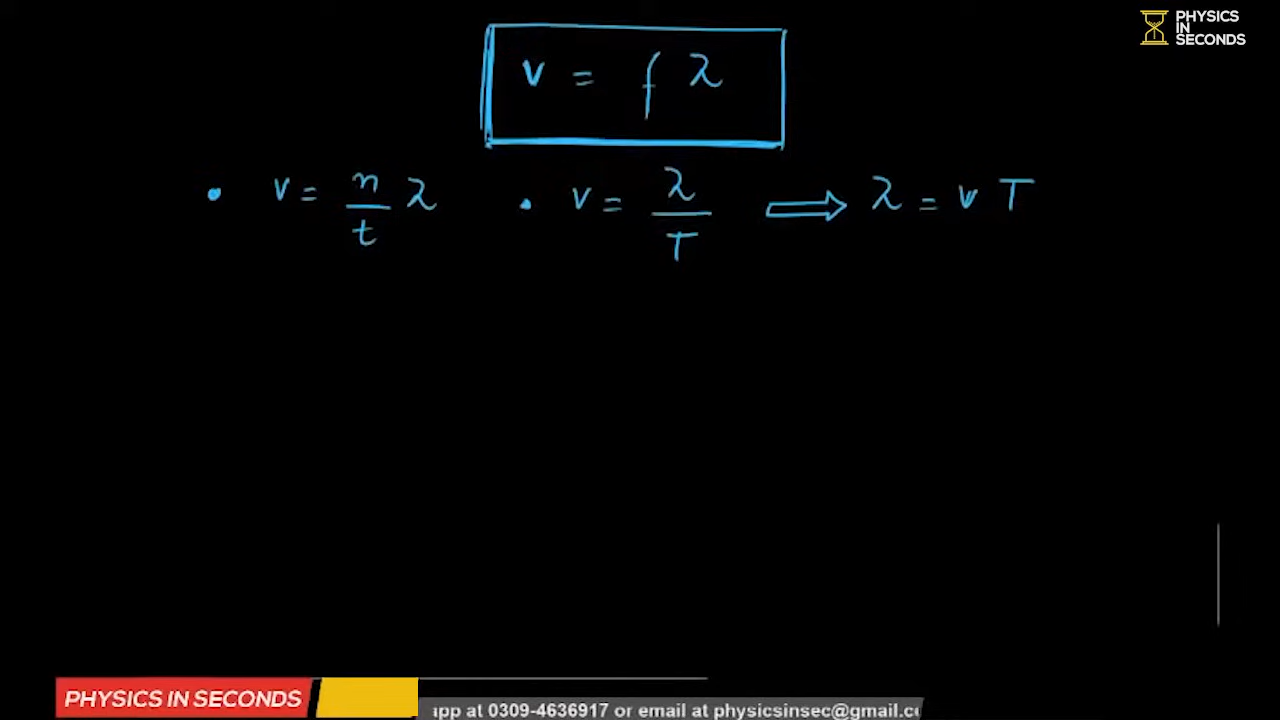 PHYSICS
IN
SECONDS
v = f λ
• v = n/t λ • v = λ/T ⟹ λ = v T
PHYSICS IN SECONDS
app at 0309-4636917 or email at physicsinsec@gmail.c